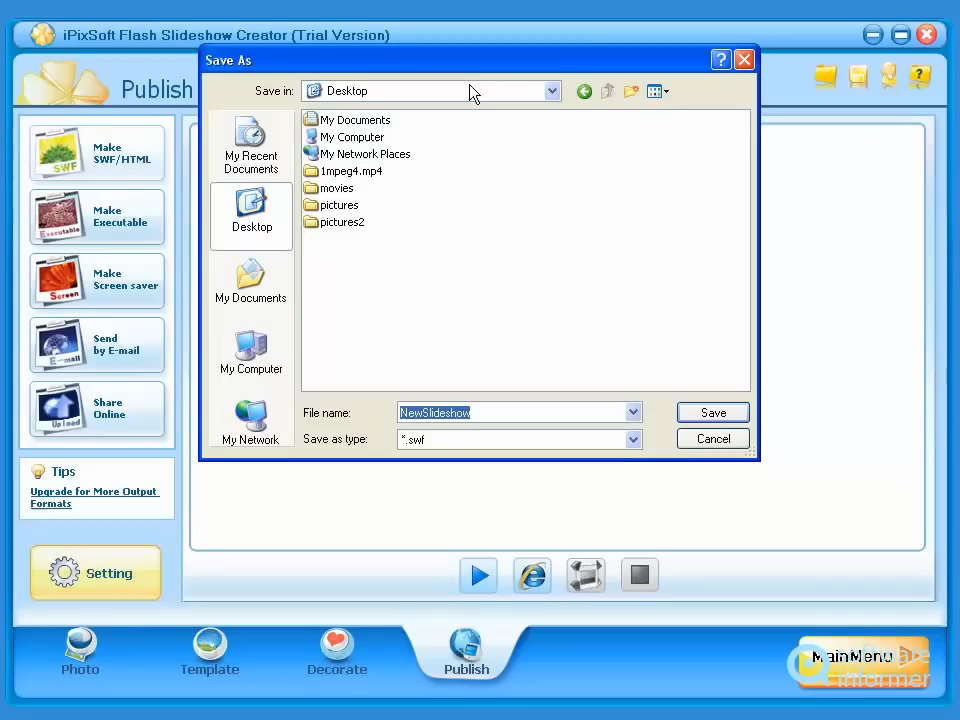 iPixSoft Flash Slideshow Creator (Trial Version)
Publish
Save As
Save in:
Desktop
My Recent
Documents
Desktop
My Documents
My Computer
My Network
My Documents
My Computer
My Network Places
1mpeg4.mp4
movies
pictures
pictures2
File name:
NewSlideshow
Save
Save as type:
*.swf
Cancel
Make
SWF/HTML
SWF
Make
Executable
Executable
Make
Screen saver
Screen
Send
by E-mail
E-mail
Share
Online
Upload
Tips
Upgrade for More Output
Formats
Setting
Photo
Template
Decorate
Publish
MainMenu
software
informer